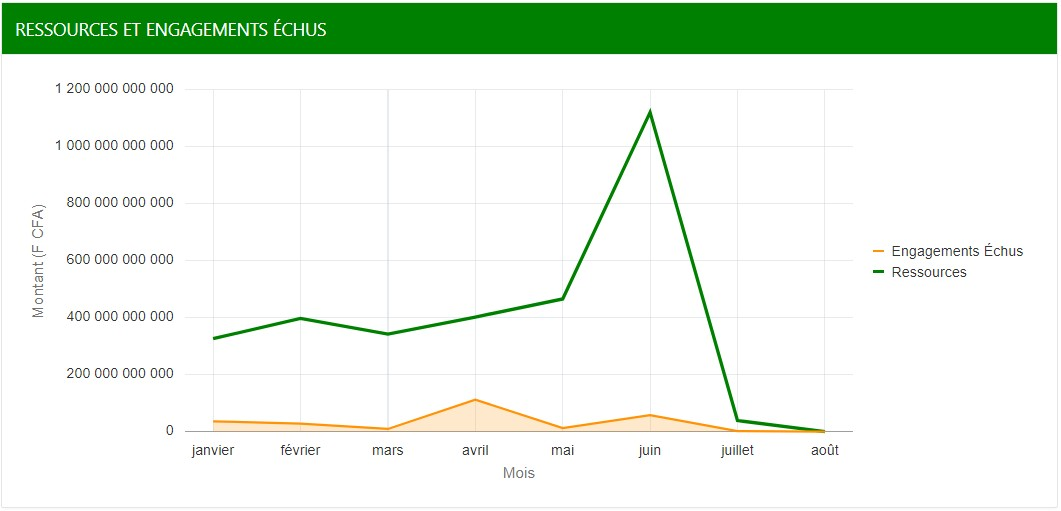 RESSOURCES ET ENGAGEMENTS ÉCHUS
1 200 000 000 000
1 000 000 000 000
800 000 000 000
600 000 000 000
400 000 000 000
200 000 000 000
0
Montant (F CFA)
janvier février mars avril mai juin juillet août
Mois
Engagements Échus
Ressources